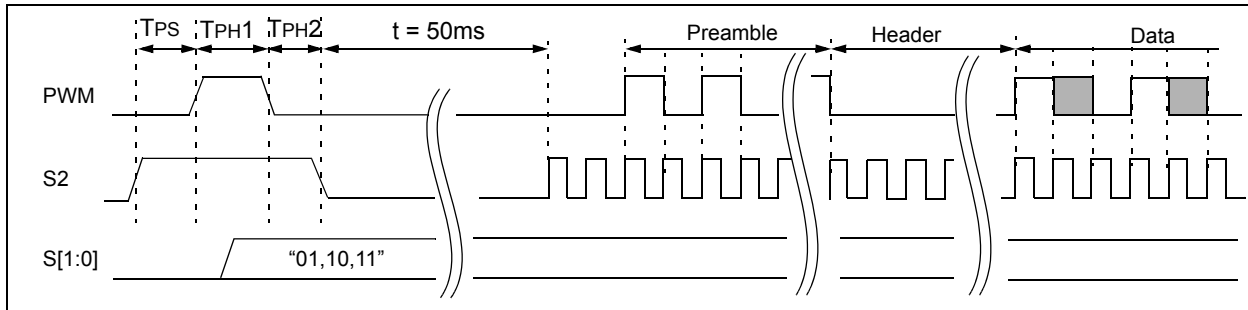 TPS TPH1 TPH2 t = 50ms Preamble Header Data
PWM
S2
S[1:0] “01,10,11”